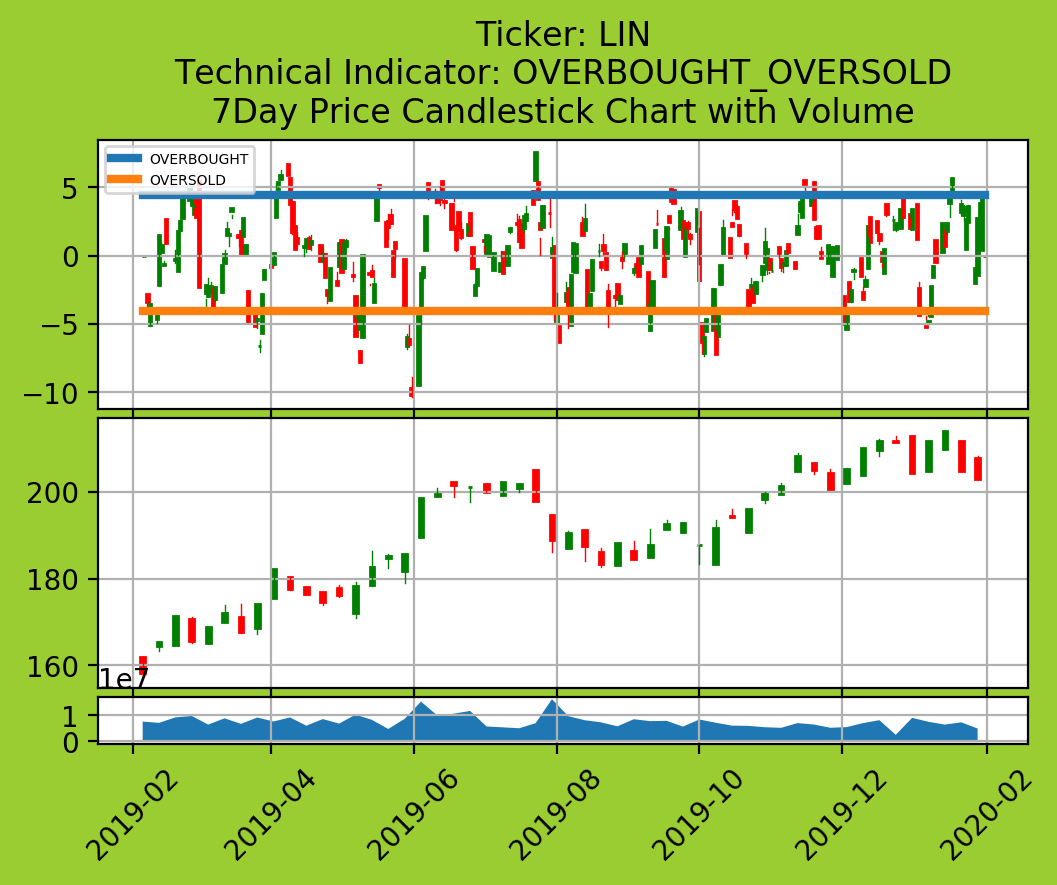 Ticker: LIN
Technical Indicator: OVERBOUGHT_OVERSOLD
7Day Price Candlestick Chart with Volume
OVERBOUGHT
OVERSOLD
5
0
−5
−10
200
180
160
1e7
1
0
2019-02
2019-04
2019-06
2019-08
2019-10
2019-12
2020-02